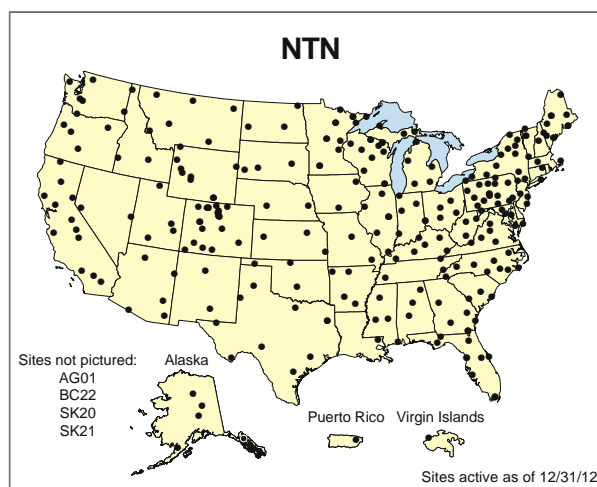 NTN
Sites not pictured:
AG01
BC22
SK20
SK21
Alaska
Puerto Rico
Virgin Islands
Sites active as of 12/31/12